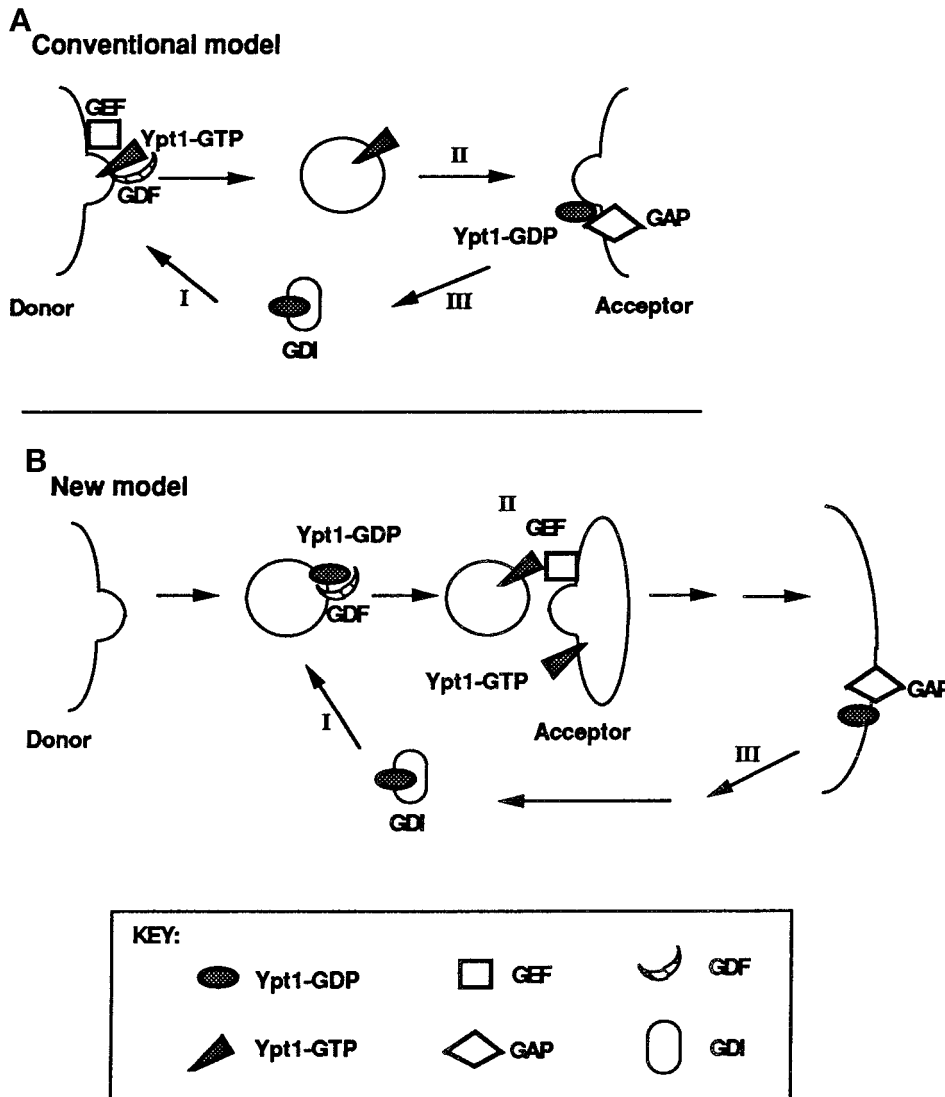 A
Conventional model
GEF
Ypt1-GTP
GDF
II
Ypt1-GDP
GAP
I
III
Donor
GDI
Acceptor
B
New model
II
GEF
Ypt1-GDP
GDF
Ypt1-GTP
GAP
I
Donor
Acceptor
III
GDI
KEY:
Ypt1-GDP
GEF
GDF
Ypt1-GTP
GAP
GDI